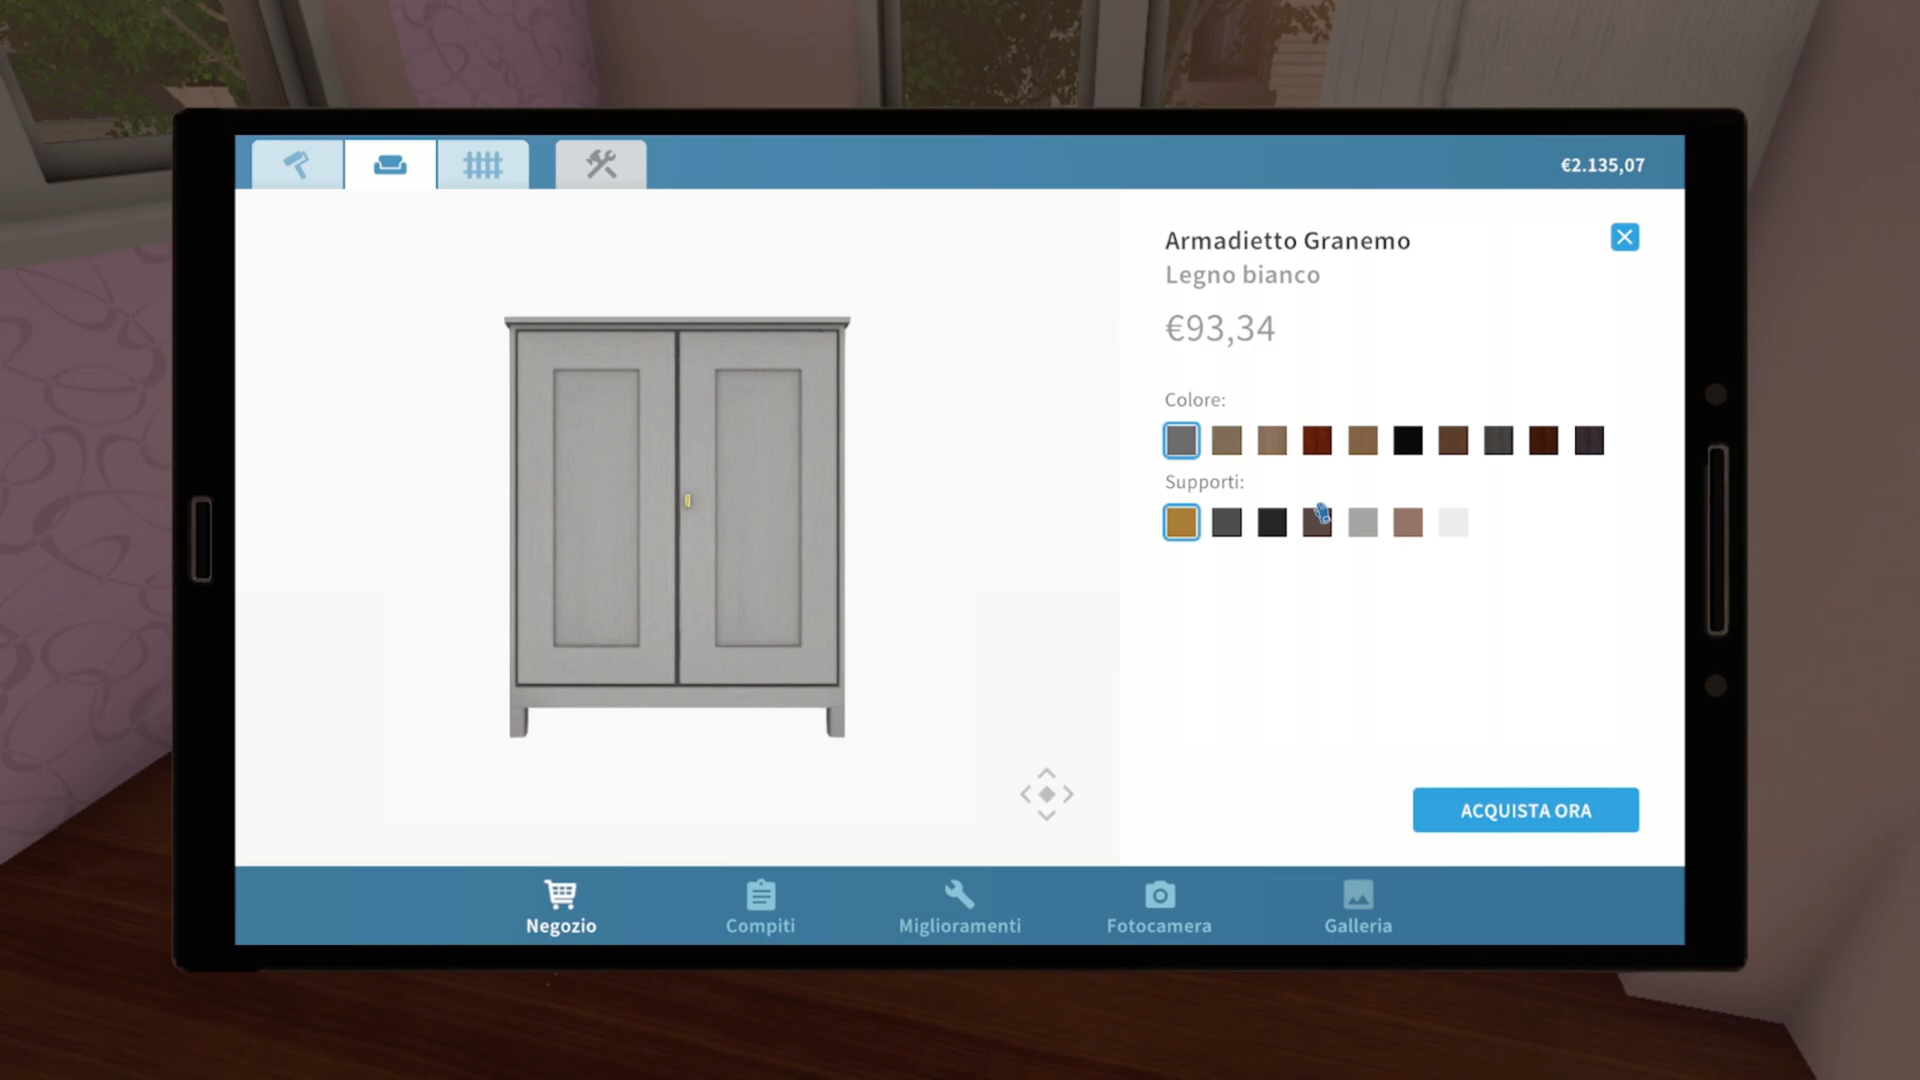 €2.135,07
Armadietto Granemo
Legno bianco
€93,34
Colore:
Supporti:
ACQUISTA ORA
Negozio
Compiti
Miglioramenti
Fotocamera
Galleria